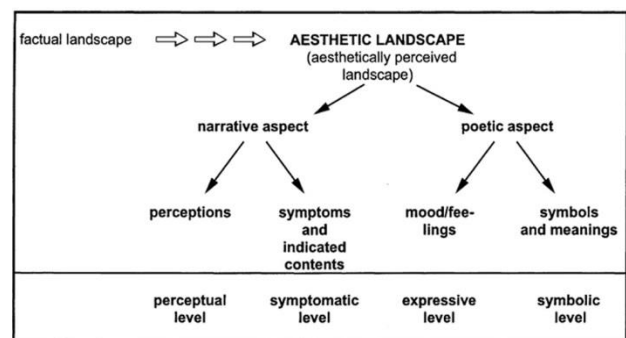 factual landscape
AESTHETIC LANDSCAPE
(aesthetically perceived
landscape)
narrative aspect
poetic aspect
perceptions
symptoms
and
indicated
contents
mood/fee-
lings
symbols
and meanings
perceptual
level
symptomatic
level
expressive
level
symbolic
level